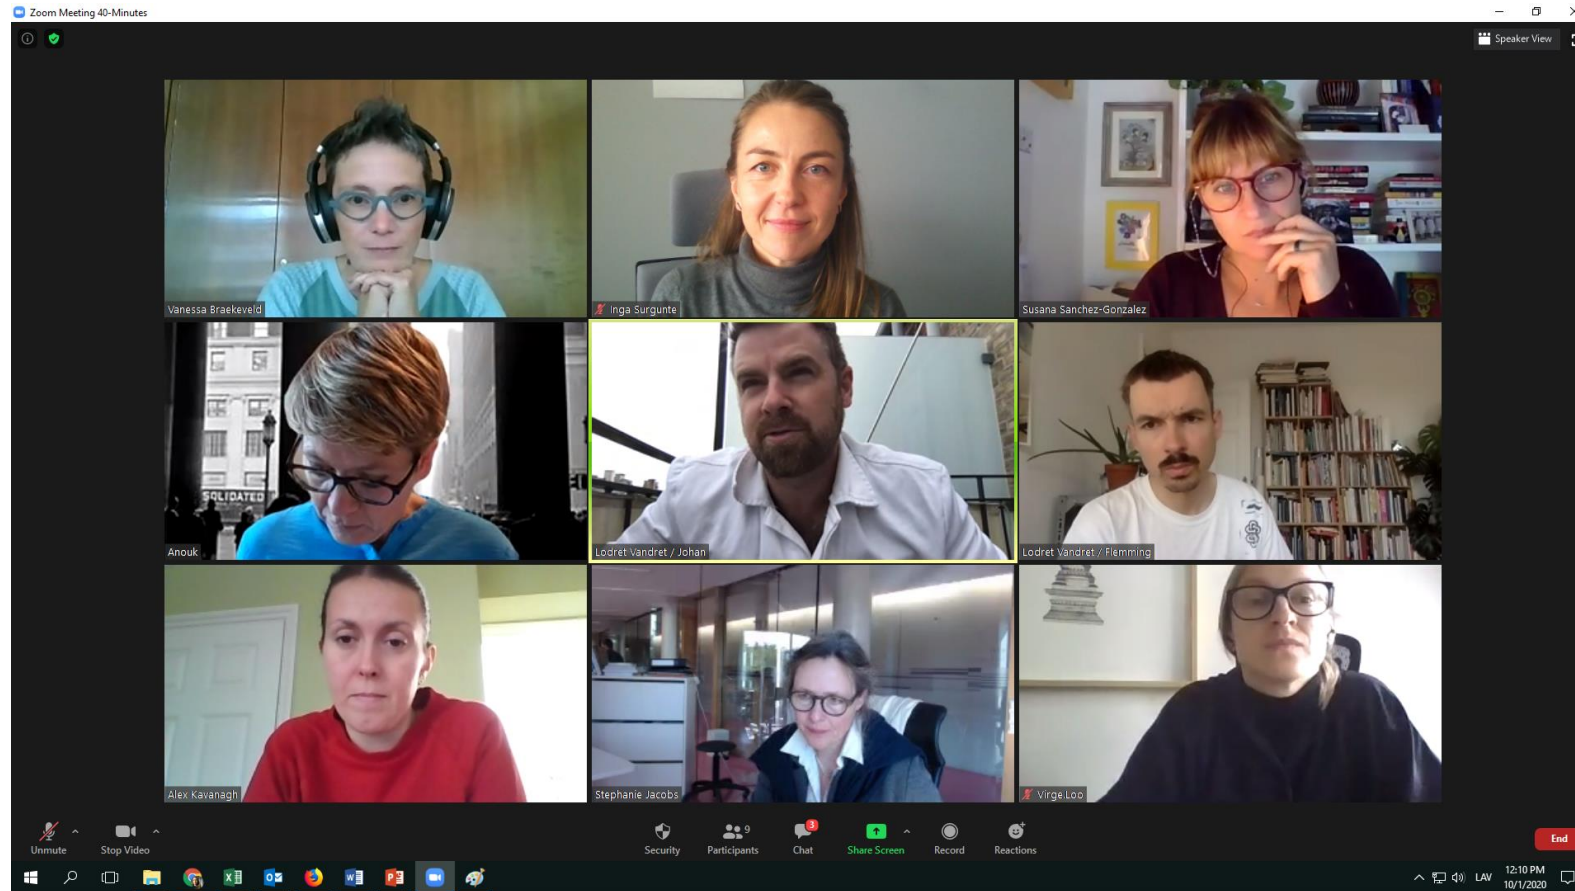 Zoom Meeting 40-Minutes
Speaker View
Vanessa Braekeveld
Inga Surgunte
Susana Sanchez-Gonzalez
SOLIDATED
Anouk
Lodret Vandret / Johan
Lodret Vandret / Flemming
Alex Kavanagh
Stephanie Jacobs
Virge.Loo
Unmute
Stop Video
Security
9
Participants
3
Chat
Share Screen
Record
Reactions
End
LAV
12:10 PM
10/1/2020